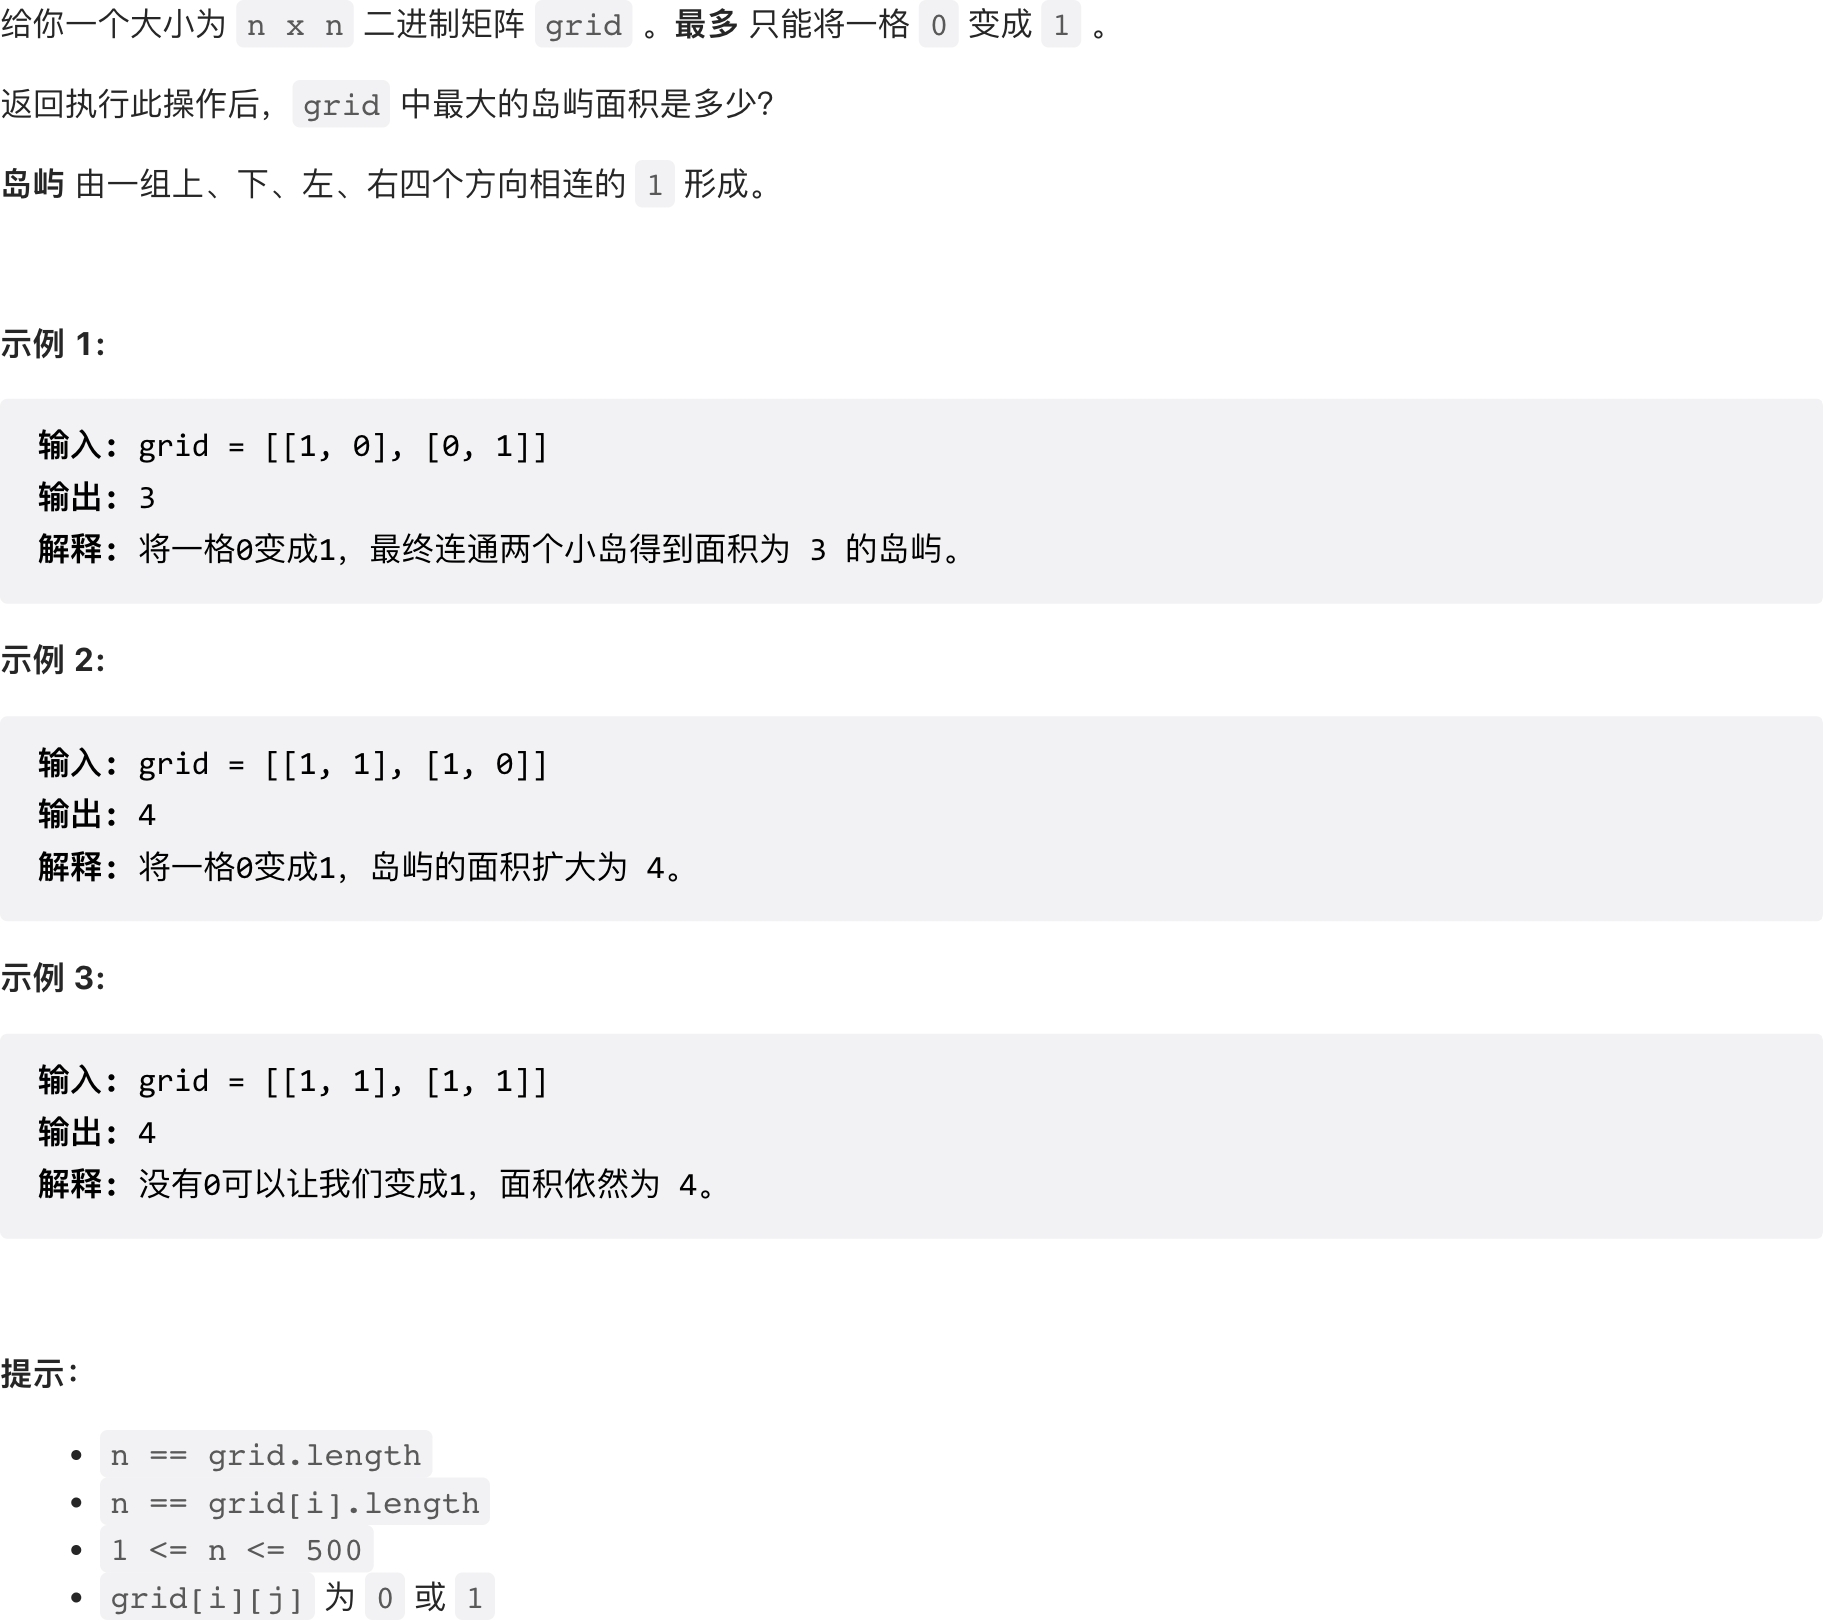 给你一个大小为 n x n 二进制矩阵 grid 。最多 只能将一格 0 变成 1 。
返回执行此操作后，grid 中最大的岛屿面积是多少？
岛屿 由一组上、下、左、右四个方向相连的 1 形成。
示例 1:
输入: grid = [[1, 0], [0, 1]]
输出: 3
解释: 将一格0变成1，最终连通两个小岛得到面积为 3 的岛屿。
示例 2:
输入: grid = [[1, 1], [1, 0]]
输出: 4
解释: 将一格0变成1，岛屿的面积扩大为 4。
示例 3:
输入: grid = [[1, 1], [1, 1]]
输出: 4
解释: 没有0可以让我们变成1，面积依然为 4。
提示：
• n == grid.length
• n == grid[i].length
• 1 <= n <= 500
• grid[i][j] 为 0 或 1